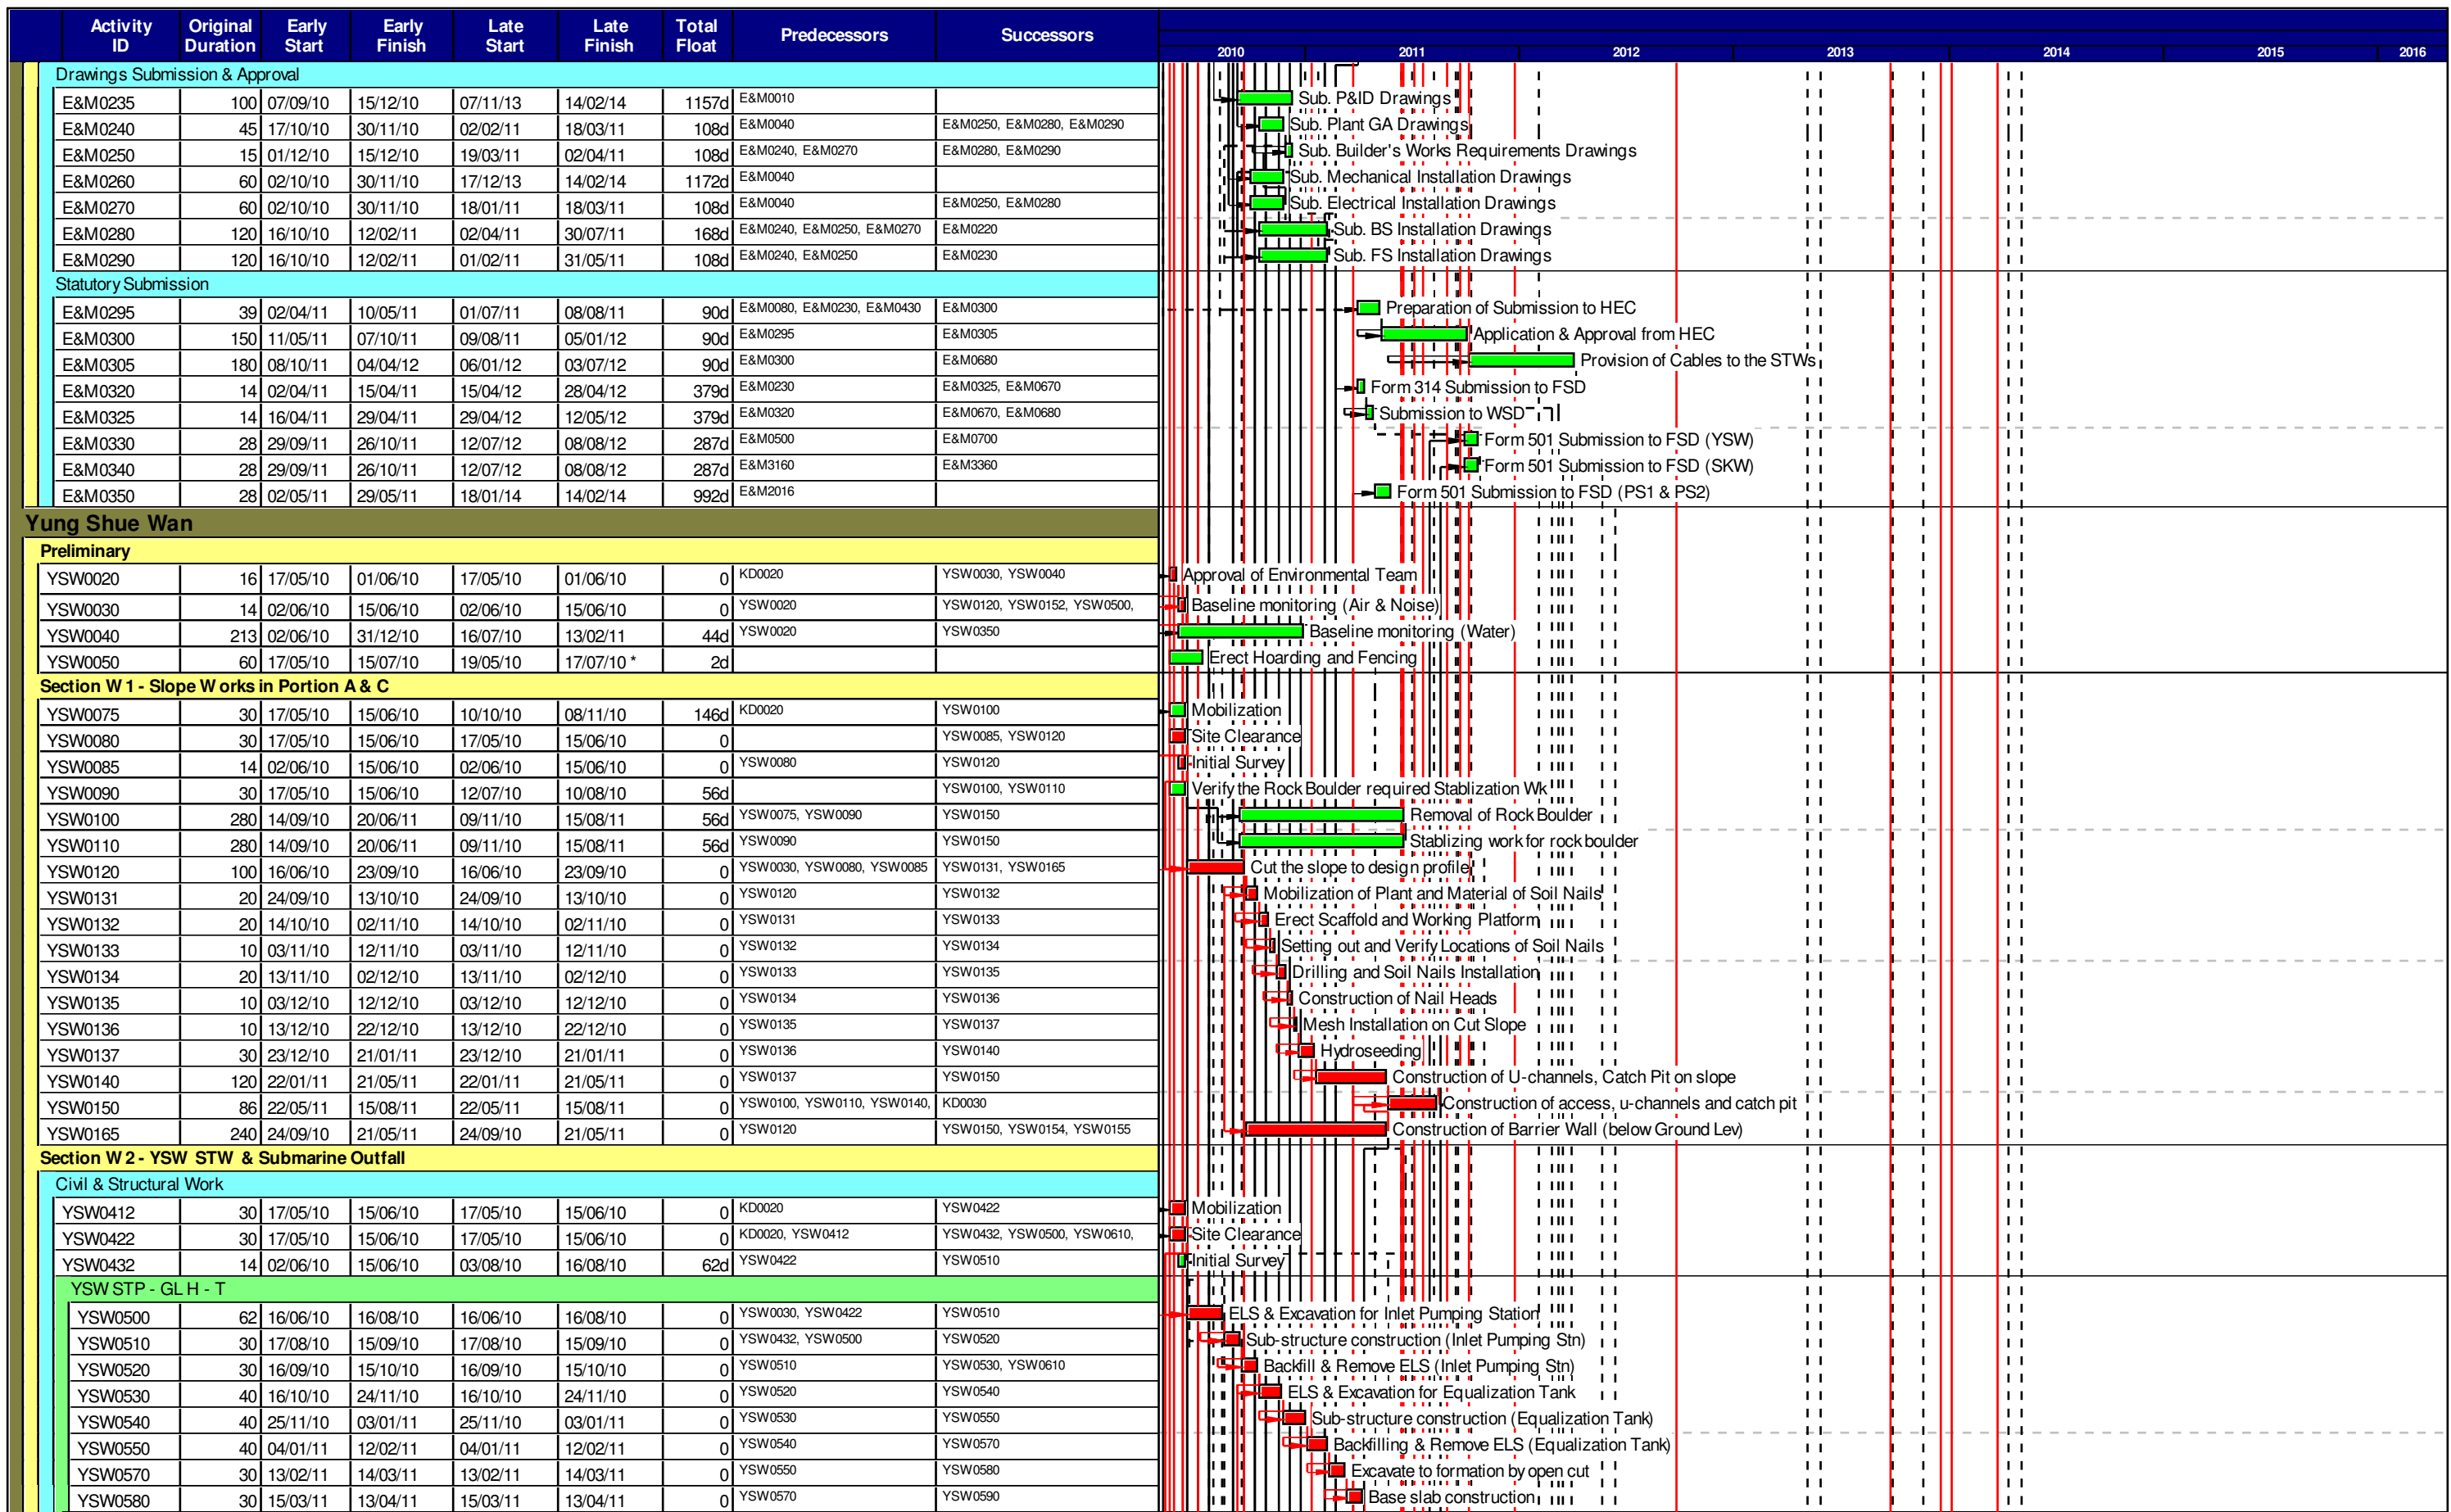 Activity ID Original Duration Early Start Early Finish Late Start Late Finish Total Float Predecessors Successors 2010 2011 2012 2013 2014 2015 2016
Drawings Submission & Approval
E&M0235 100 07/09/10 15/12/10 07/11/13 14/02/14 1157d E&M0010 Sub. P&ID Drawings
E&M0240 45 17/10/10 30/11/10 02/02/11 18/03/11 108d E&M0040 E&M0250, E&M0280, E&M0290 Sub. Plant GA Drawings
E&M0250 15 01/12/10 15/12/10 19/03/11 02/04/11 108d E&M0240, E&M0270 E&M0280, E&M0290 Sub. Builder's Works Requirements Drawings
E&M0260 60 02/10/10 30/11/10 17/12/13 14/02/14 1172d E&M0040 Sub. Mechanical Installation Drawings
E&M0270 60 02/10/10 30/11/10 18/01/11 18/03/11 108d E&M0040 E&M0250, E&M0280 Sub. Electrical Installation Drawings
E&M0280 120 16/10/10 12/02/11 02/04/11 30/07/11 168d E&M0240, E&M0250, E&M0270 E&M0220 Sub. BS Installation Drawings
E&M0290 120 16/10/10 12/02/11 01/02/11 31/05/11 108d E&M0240, E&M0250 E&M0230 Sub. FS Installation Drawings
Statutory Submission
E&M0295 39 02/04/11 10/05/11 01/07/11 08/08/11 90d E&M0080, E&M0230, E&M0430 E&M0300 Preparation of Submission to HEC
E&M0300 150 11/05/11 07/10/11 09/08/11 05/01/12 90d E&M0295 E&M0305 Application & Approval from HEC
E&M0305 180 08/10/11 04/04/12 06/01/12 03/07/12 90d E&M0300 E&M0680 Provision of Cables to the STWs
E&M0320 14 02/04/11 15/04/11 15/04/12 28/04/12 379d E&M0230 E&M0325, E&M0670 Form 314 Submission to FSD
E&M0325 14 16/04/11 29/04/11 29/04/12 12/05/12 379d E&M0320 E&M0670, E&M0680 Submission to WSD
E&M0330 28 29/09/11 26/10/11 12/07/12 08/08/12 287d E&M0500 E&M0700 Form 501 Submission to FSD (YSW)
E&M0340 28 29/09/11 26/10/11 12/07/12 08/08/12 287d E&M3160 E&M3360 Form 501 Submission to FSD (SKW)
E&M0350 28 02/05/11 29/05/11 18/01/14 14/02/14 992d E&M2016 Form 501 Submission to FSD (PS1 & PS2)
Yung Shue Wan
Preliminary
YSW0020 16 17/05/10 01/06/10 17/05/10 01/06/10 0 KD0020 YSW0030, YSW0040 Approval of Environmental Team
YSW0030 14 02/06/10 15/06/10 02/06/10 15/06/10 0 YSW0020 YSW0120, YSW0152, YSW0500, Baseline monitoring (Air & Noise)
YSW0040 213 02/06/10 31/12/10 16/07/10 13/02/11 44d YSW0020 YSW0350 Baseline monitoring (Water)
YSW0050 60 17/05/10 15/07/10 19/05/10 17/07/10 * 2d Erect Hoarding and Fencing
Section W1 - Slope Works in Portion A & C
YSW0075 30 17/05/10 15/06/10 10/10/10 08/11/10 146d KD0020 YSW0100 Mobilization
YSW0080 30 17/05/10 15/06/10 17/05/10 15/06/10 0 YSW0085, YSW0120 Site Clearance
YSW0085 14 02/06/10 15/06/10 02/06/10 15/06/10 0 YSW0080 YSW0120 Initial Survey
YSW0090 30 17/05/10 15/06/10 12/07/10 10/08/10 56d YSW0100, YSW0110 Verify the Rock Boulder required Stablization Wk
YSW0100 280 14/09/10 20/06/11 09/11/10 15/08/11 56d YSW0075, YSW0090 YSW0150 Removal of Rock Boulder
YSW0110 280 14/09/10 20/06/11 09/11/10 15/08/11 56d YSW0090 YSW0150 Stablizing work for rock boulder
YSW0120 100 16/06/10 23/09/10 16/06/10 23/09/10 0 YSW0030, YSW0080, YSW0085 YSW0131, YSW0165 Cut the slope to design profile
YSW0131 20 24/09/10 13/10/10 24/09/10 13/10/10 0 YSW0120 YSW0132 Mobilization of Plant and Material of Soil Nails
YSW0132 20 14/10/10 02/11/10 14/10/10 02/11/10 0 YSW0131 YSW0133 Erect Scaffold and Working Platform
YSW0133 10 03/11/10 12/11/10 03/11/10 12/11/10 0 YSW0132 YSW0134 Setting out and Verify Locations of Soil Nails
YSW0134 20 13/11/10 02/12/10 13/11/10 02/12/10 0 YSW0133 YSW0135 Drilling and Soil Nails Installation
YSW0135 10 03/12/10 12/12/10 03/12/10 12/12/10 0 YSW0134 YSW0136 Construction of Nail Heads
YSW0136 10 13/12/10 22/12/10 13/12/10 22/12/10 0 YSW0135 YSW0137 Mesh Installation on Cut Slope
YSW0137 30 23/12/10 21/01/11 23/12/10 21/01/11 0 YSW0136 YSW0140 Hydroseeding
YSW0140 120 22/01/11 21/05/11 22/01/11 21/05/11 0 YSW0137 YSW0150 Construction of U-channels, Catch Pit on slope
YSW0150 86 22/05/11 15/08/11 22/05/11 15/08/11 0 YSW0100, YSW0110, YSW0140, KD0030 Construction of access, u-channels and catch pit
YSW0165 240 24/09/10 21/05/11 24/09/10 21/05/11 0 YSW0120 YSW0150, YSW0154, YSW0155 Construction of Barrier Wall (below Ground Lev)
Section W2 - YSW STW & Submarine Outfall
Civil & Structural Work
YSW0412 30 17/05/10 15/06/10 17/05/10 15/06/10 0 KD0020 YSW0422 Mobilization
YSW0422 30 17/05/10 15/06/10 17/05/10 15/06/10 0 KD0020, YSW0412 YSW0432, YSW0500, YSW0610, Site Clearance
YSW0432 14 02/06/10 15/06/10 03/08/10 16/08/10 62d YSW0422 YSW0510 Initial Survey
YSW STP - GL H - T
YSW0500 62 16/06/10 16/08/10 16/06/10 16/08/10 0 YSW0030, YSW0422 YSW0510 ELS & Excavation for Inlet Pumping Station
YSW0510 30 17/08/10 15/09/10 17/08/10 15/09/10 0 YSW0432, YSW0500 YSW0520 Sub-structure construction (Inlet Pumping Stn)
YSW0520 30 16/09/10 15/10/10 16/09/10 15/10/10 0 YSW0510 YSW0530, YSW0610 Backfill & Remove ELS (Inlet Pumping Stn)
YSW0530 40 16/10/10 24/11/10 16/10/10 24/11/10 0 YSW0520 YSW0540 ELS & Excavation for Equalization Tank
YSW0540 40 25/11/10 03/01/11 25/11/10 03/01/11 0 YSW0530 YSW0550 Sub-structure construction (Equalization Tank)
YSW0550 40 04/01/11 12/02/11 04/01/11 12/02/11 0 YSW0540 YSW0570 Backfilling & Remove ELS (Equalization Tank)
YSW0570 30 13/02/11 14/03/11 13/02/11 14/03/11 0 YSW0550 YSW0580 Excavate to formation by open cut
YSW0580 30 15/03/11 13/04/11 15/03/11 13/04/11 0 YSW0570 YSW0590 Base slab construction